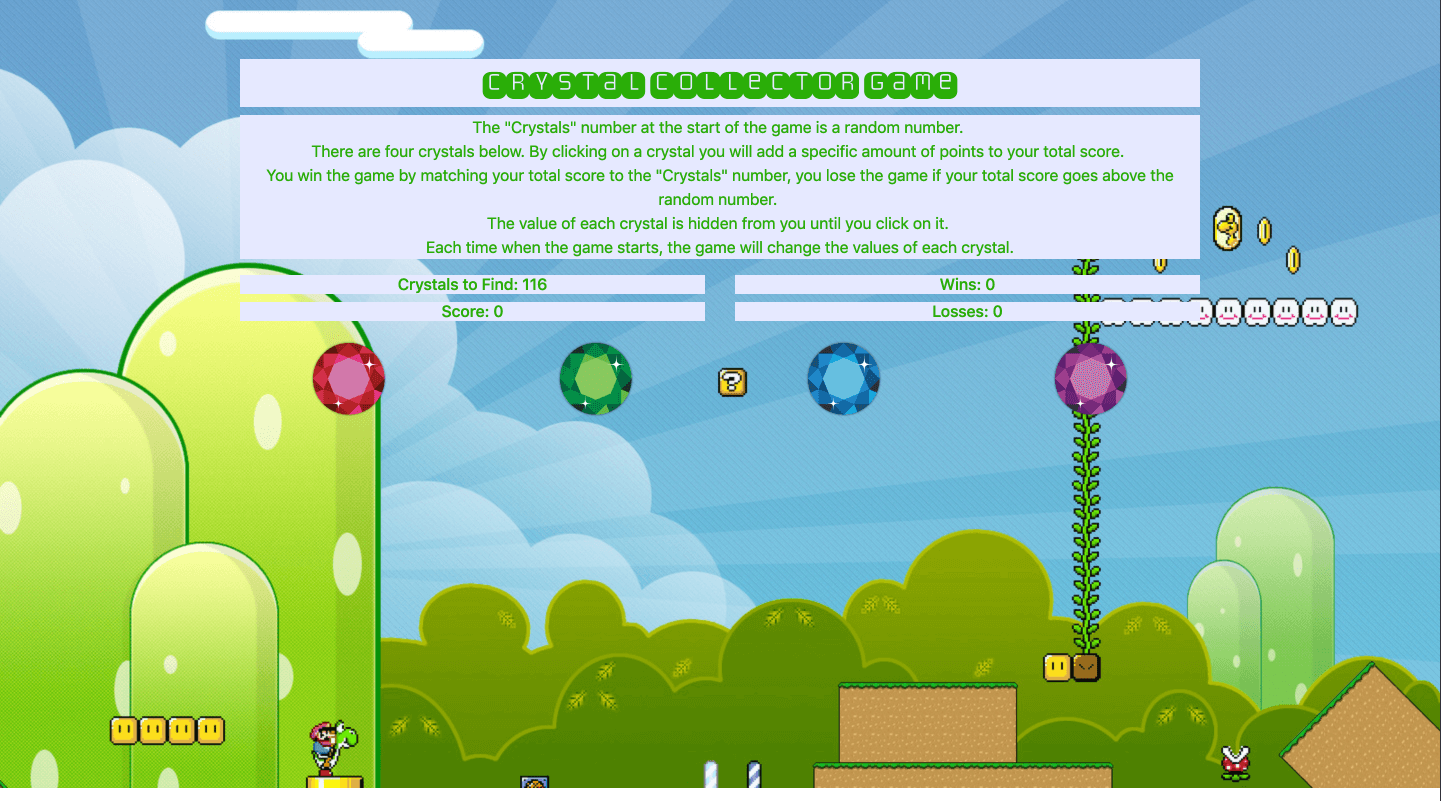 Crystal Collector Game
The "Crystals" number at the start of the game is a random number.
There are four crystals below. By clicking on a crystal you will add a specific amount of points to your total score.
You win the game by matching your total score to the "Crystals" number, you lose the game if your total score goes above the
random number.
The value of each crystal is hidden from you until you click on it.
Each time when the game starts, the game will change the values of each crystal.
Crystals to Find: 116
Wins: 0
Score: 0
Losses: 0
?